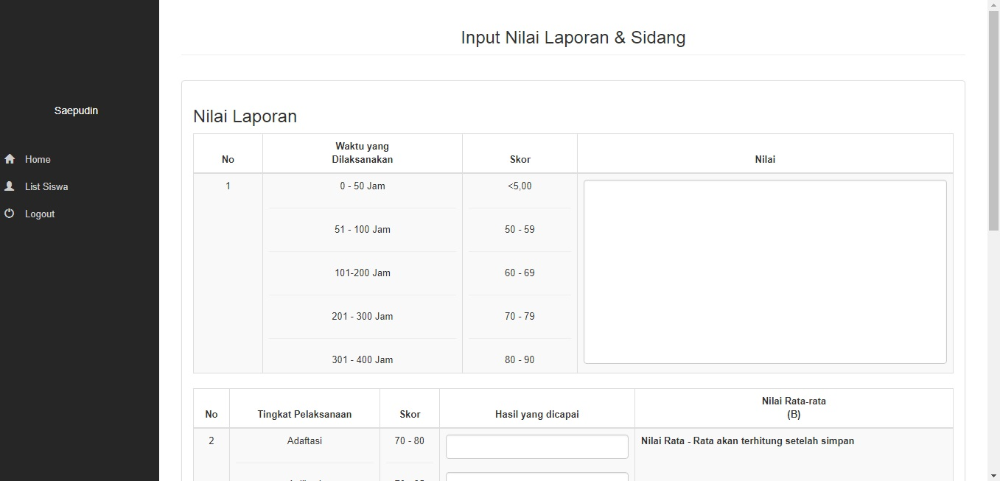 Input Nilai Laporan & Sidang
Saepudin
Home
List Siswa
Logout
Nilai Laporan
No
Waktu yang
Dilaksanakan
Skor
Nilai
1
0 - 50 Jam
<5,00
51 - 100 Jam
50 - 59
101-200 Jam
60 - 69
201 - 300 Jam
70 - 79
301 - 400 Jam
80 - 90
No
Tingkat Pelaksanaan
Skor
Hasil yang dicapai
Nilai Rata-rata
(B)
2
Adaftasi
70 - 80
Nilai Rata - Rata akan terhitung setelah simpan